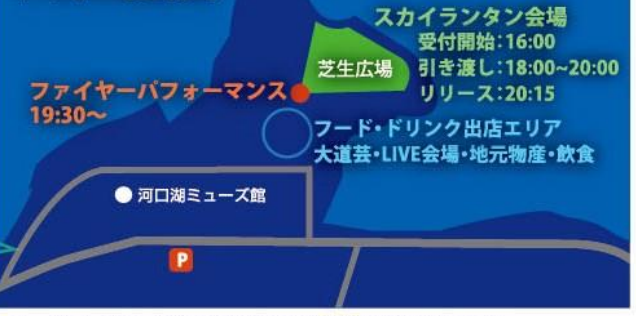 スカイランタン会場
受付開始:16:00
引き渡し:18:00~20:00
リリース:20:15
芝生広場
ファイヤーパフォーマンス
19:30〜
フード・ドリンク出店エリア
大道芸・LIVE会場・地元物産・飲食
河口湖ミューズ館
P